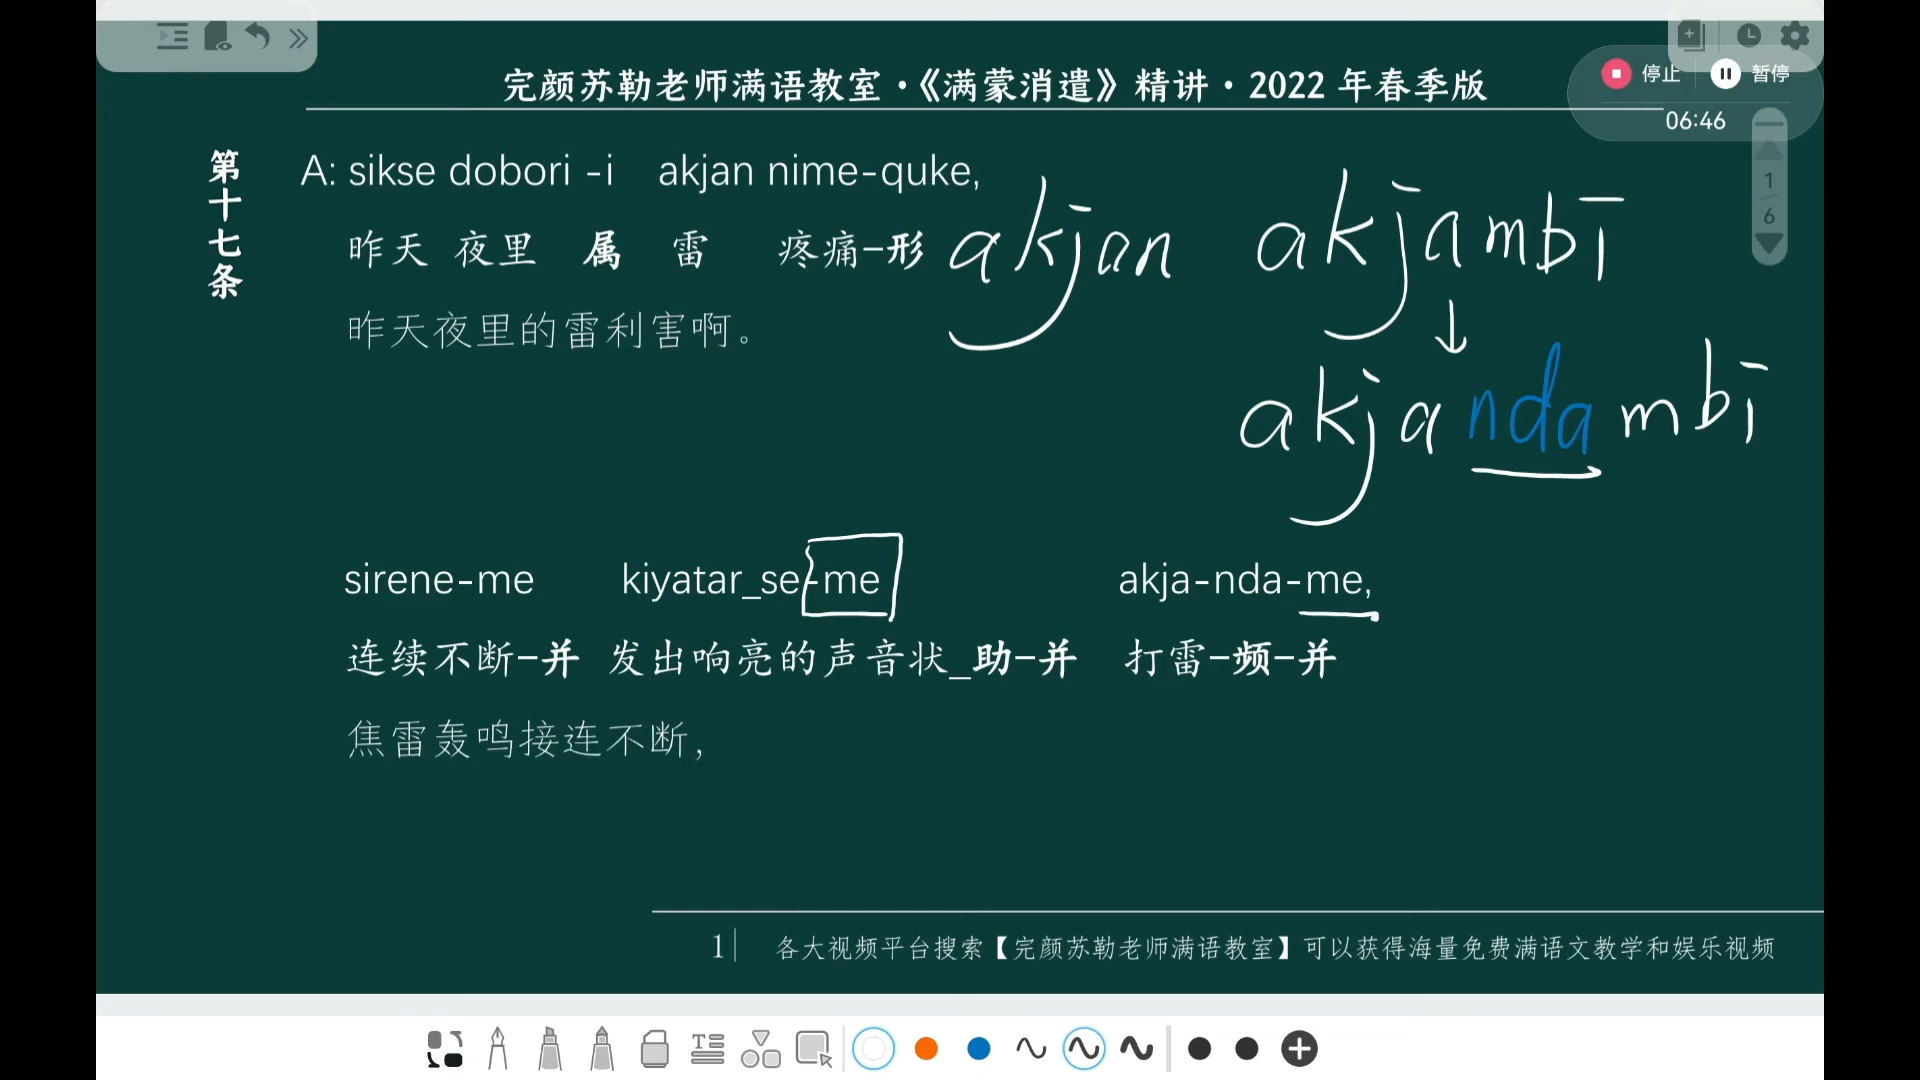 停止 暂停
06:46
1
6
完颜苏勒老师满语教室·《满蒙消遣》精讲·2022 年春季版
第十七条
A: sikse dobori -i akjan nime-quke,
昨天 夜里 属 雷 疼痛-形
昨天夜里的雷利害啊。
akjan akjambi
↓
akjandambi
sirene-me kiyatar_se-me akja-nda-me,
连续不断-并 发出响亮的声音状_助-并 打雷-频-并
焦雷轰鸣接连不断，
1 各大视频平台搜索【完颜苏勒老师满语教室】可以获得海量免费满语文教学和娱乐视频